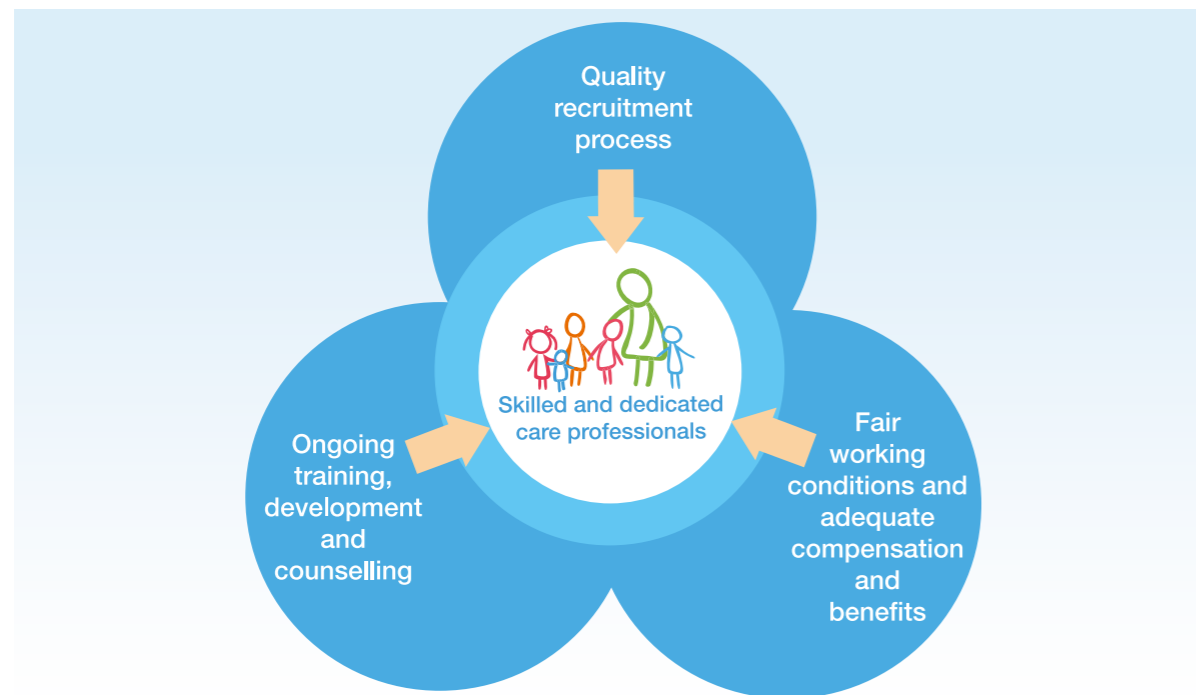 Quality
recruitment
process
Skilled and dedicated
care professionals
Ongoing
training,
development
and
counselling
Fair
working
conditions and
adequate
compensation
and
benefits